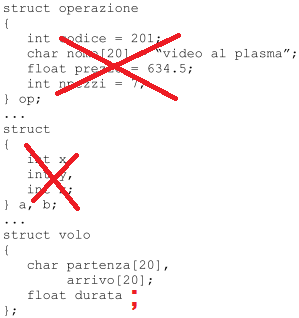 struct operazione
{
int codice = 201;
char nome[20] = “video al plasma”;
float prezzo = 634.5;
int npezzi = 7;
} op;
...
struct
{
int x,
int y,
int z;
} a, b;
...
struct volo
{
char partenza[20],
arrivo[20];
float durata ;
};